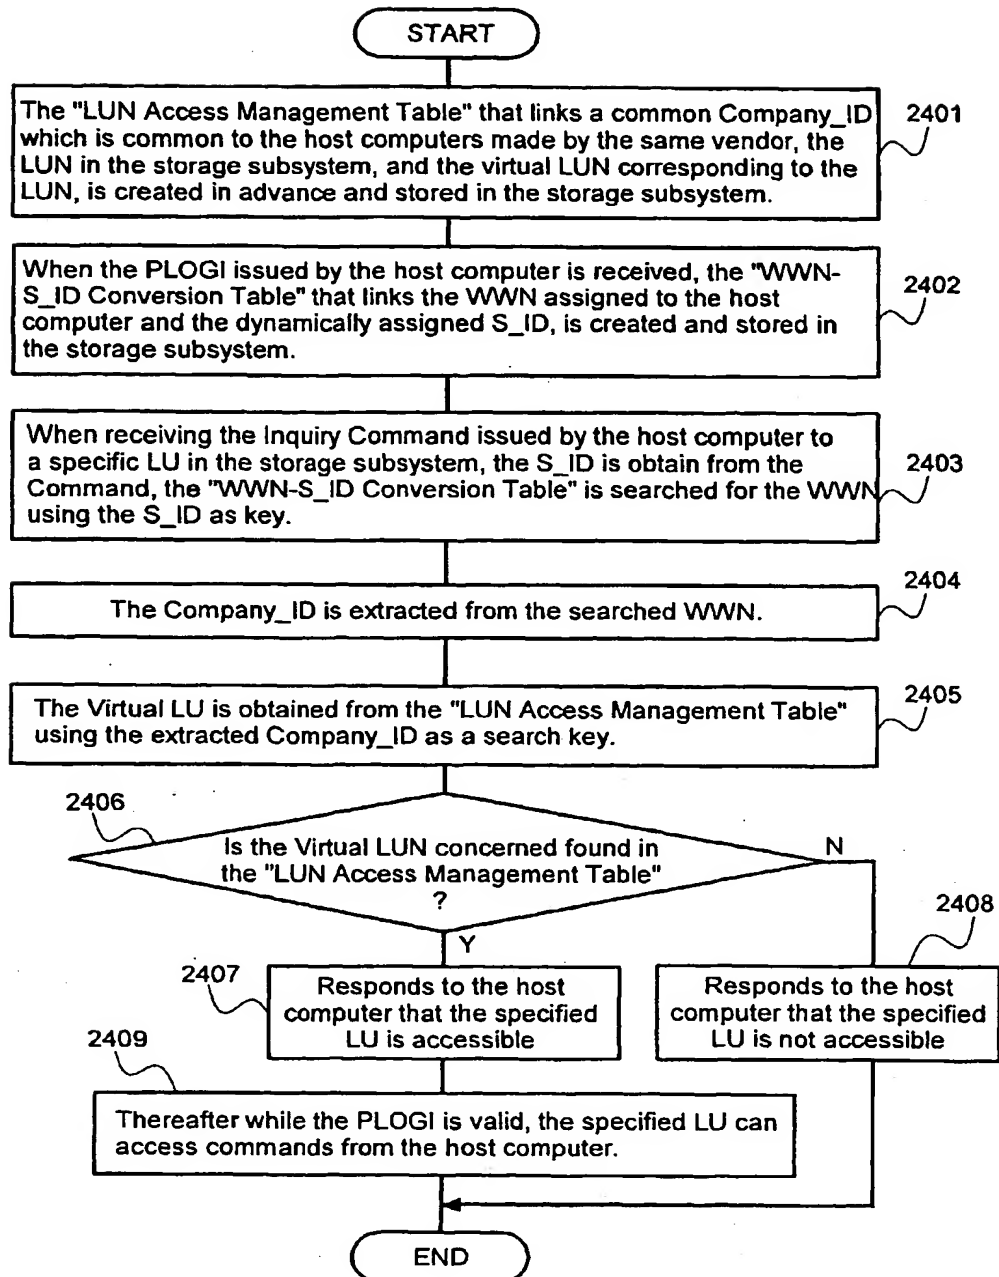 START
The "LUN Access Management Table" that links a common Company_ID
which is common to the host computers made by the same vendor, the
LUN in the storage subsystem, and the virtual LUN corresponding to the
LUN, is created in advance and stored in the storage subsystem.
2401
When the PLOGI issued by the host computer is received, the "WWN-
S_ID Conversion Table" that links the WWN assigned to the host
computer and the dynamically assigned S_ID, is created and stored in
the storage subsystem.
2402
When receiving the Inquiry Command issued by the host computer to
a specific LU in the storage subsystem, the S_ID is obtain from the
Command, the "WWN-S_ID Conversion Table" is searched for the WWN
using the S_ID as key.
2403
The Company_ID is extracted from the searched WWN.
2404
The Virtual LU is obtained from the "LUN Access Management Table"
using the extracted Company_ID as a search key.
2405
2406
Is the Virtual LUN concerned found in
the "LUN Access Management Table"
?
N
Y
2407
Responds to the host
computer that the specified
LU is accessible
2408
Responds to the host
computer that the specified
LU is not accessible
2409
Thereafter while the PLOGI is valid, the specified LU can
access commands from the host computer.
END